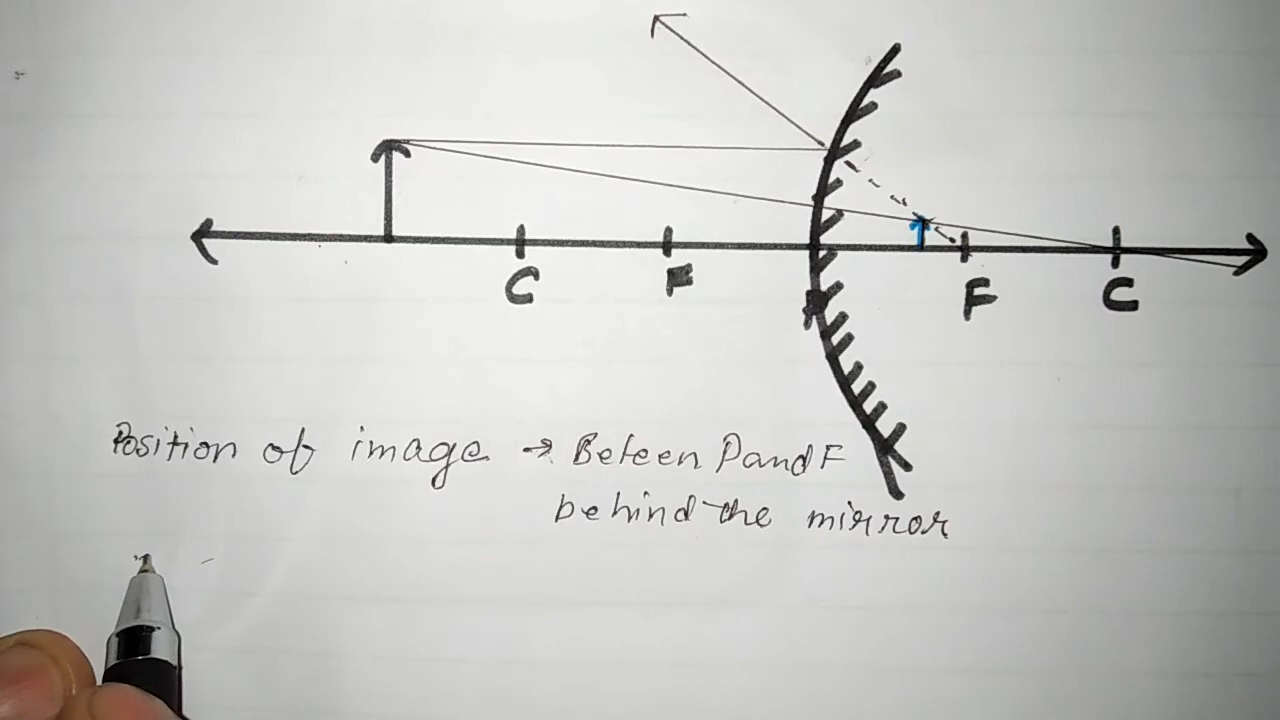 C F F C
P
Position of image → Beteen P and F
behind the mirror